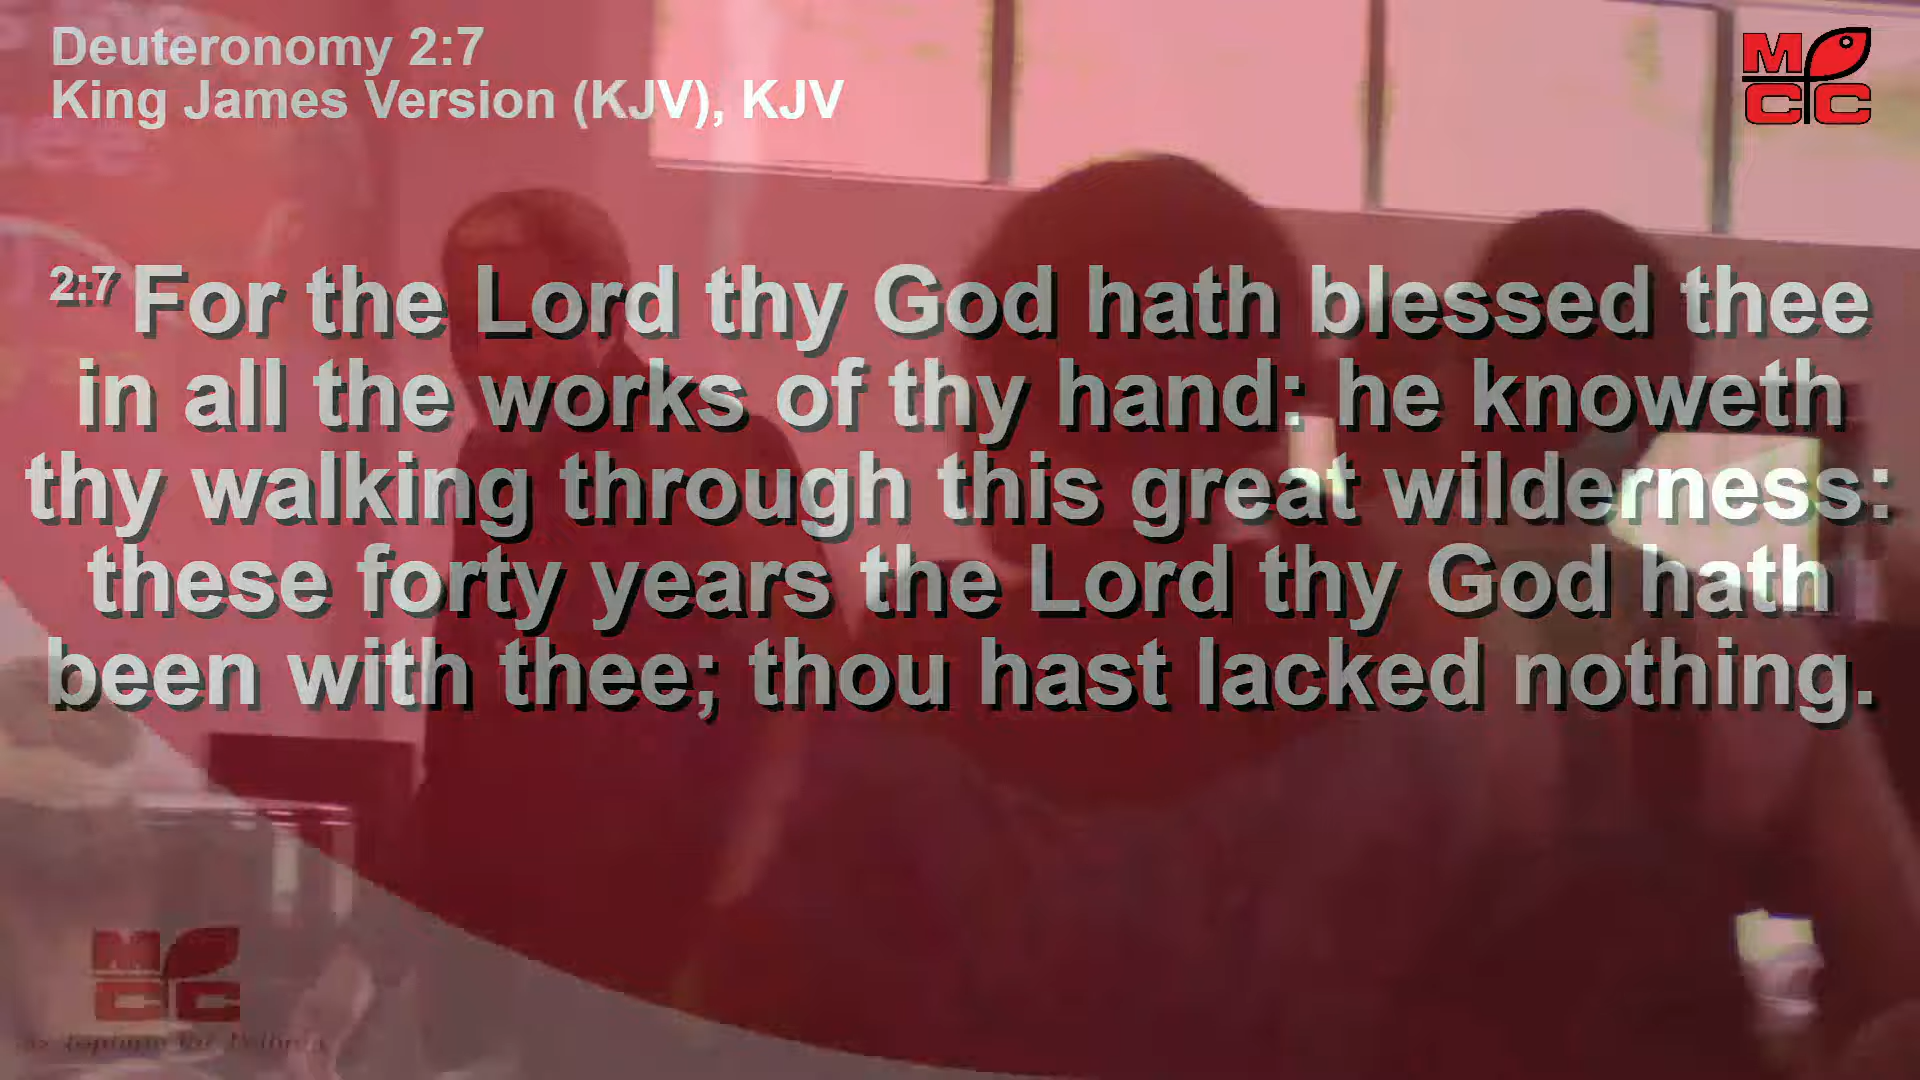 Deuteronomy 2:7
King James Version (KJV), KJV
M
CC
2:7 For the Lord thy God hath blessed thee
in all the works of thy hand: he knoweth
thy walking through this great wilderness:
these forty years the Lord thy God hath
been with thee; thou hast lacked nothing.
M
CC